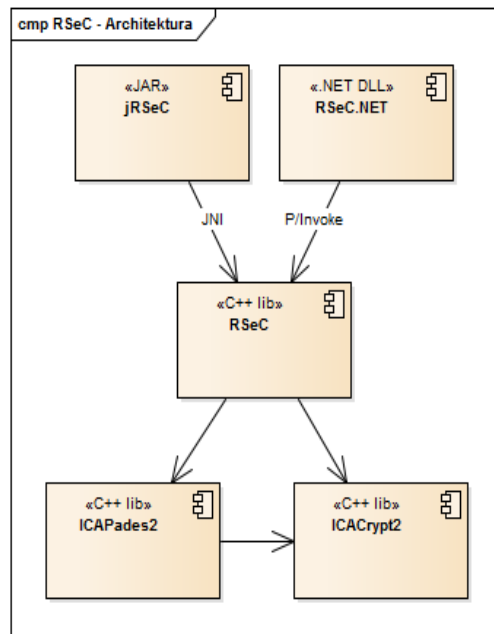 cmp RSeC - Architektura
«JAR»
jRSeC
«.NET DLL»
RSeC.NET
JNI
P/Invoke
«C++ lib»
RSeC
«C++ lib»
ICAPades2
«C++ lib»
ICACrypt2